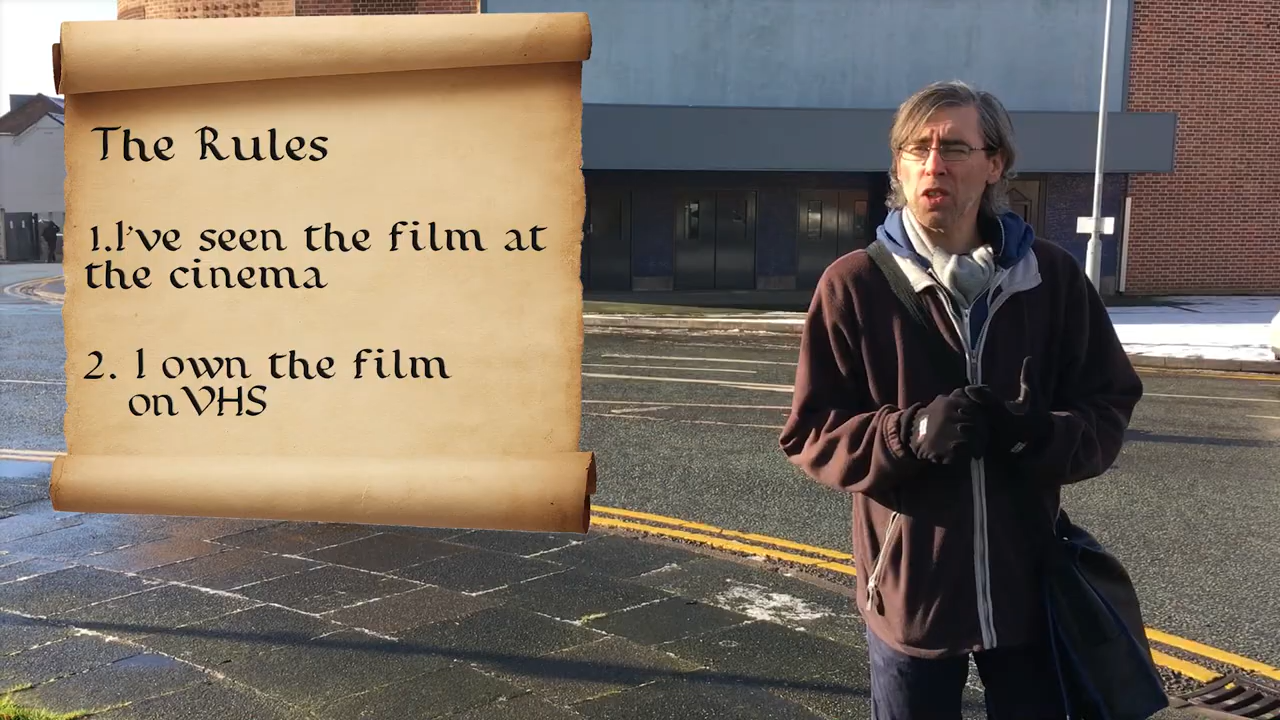 The Rules
1.I've seen the film at
the cinema
2. I own the film
on VHS